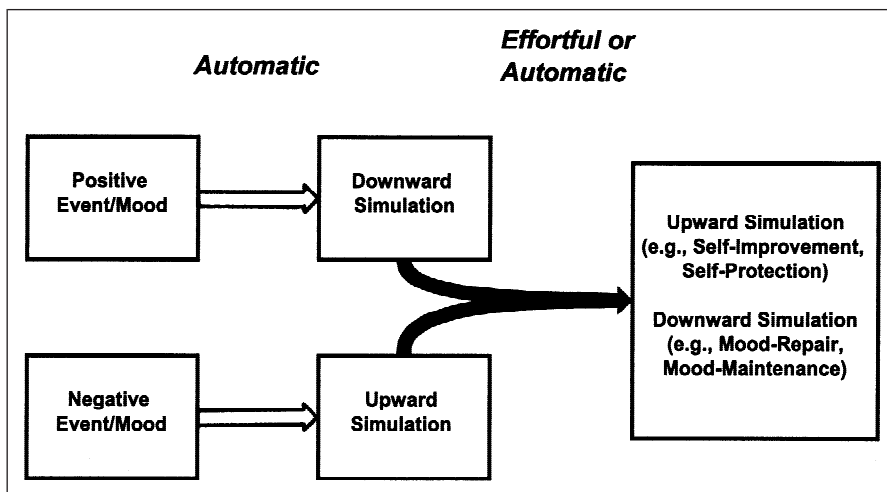 Automatic
Effortful or
Automatic
Positive
Event/Mood
Downward
Simulation
Upward Simulation
(e.g., Self-Improvement,
Self-Protection)
Downward Simulation
(e.g., Mood-Repair,
Mood-Maintenance)
Negative
Event/Mood
Upward
Simulation